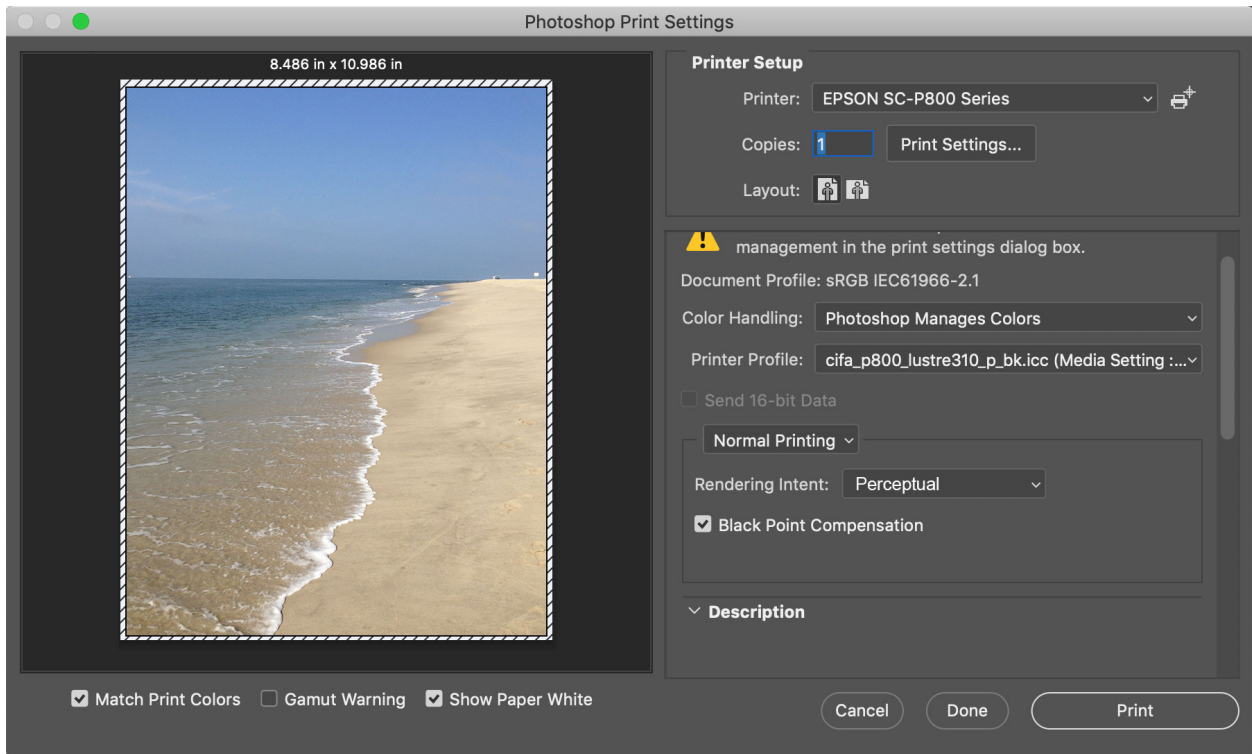 Photoshop Print Settings
8.486 in x 10.986 in
Printer Setup
Printer: EPSON SC-P800 Series
Copies: 1 Print Settings...
Layout:
management in the print settings dialog box.
Document Profile: sRGB IEC61966-2.1
Color Handling: Photoshop Manages Colors
Printer Profile: cifa_p800_lustre310_p_bk.icc (Media Setting :...
Send 16-bit Data
Normal Printing
Rendering Intent: Perceptual
Black Point Compensation
Description
Match Print Colors Gamut Warning Show Paper White
Cancel Done Print